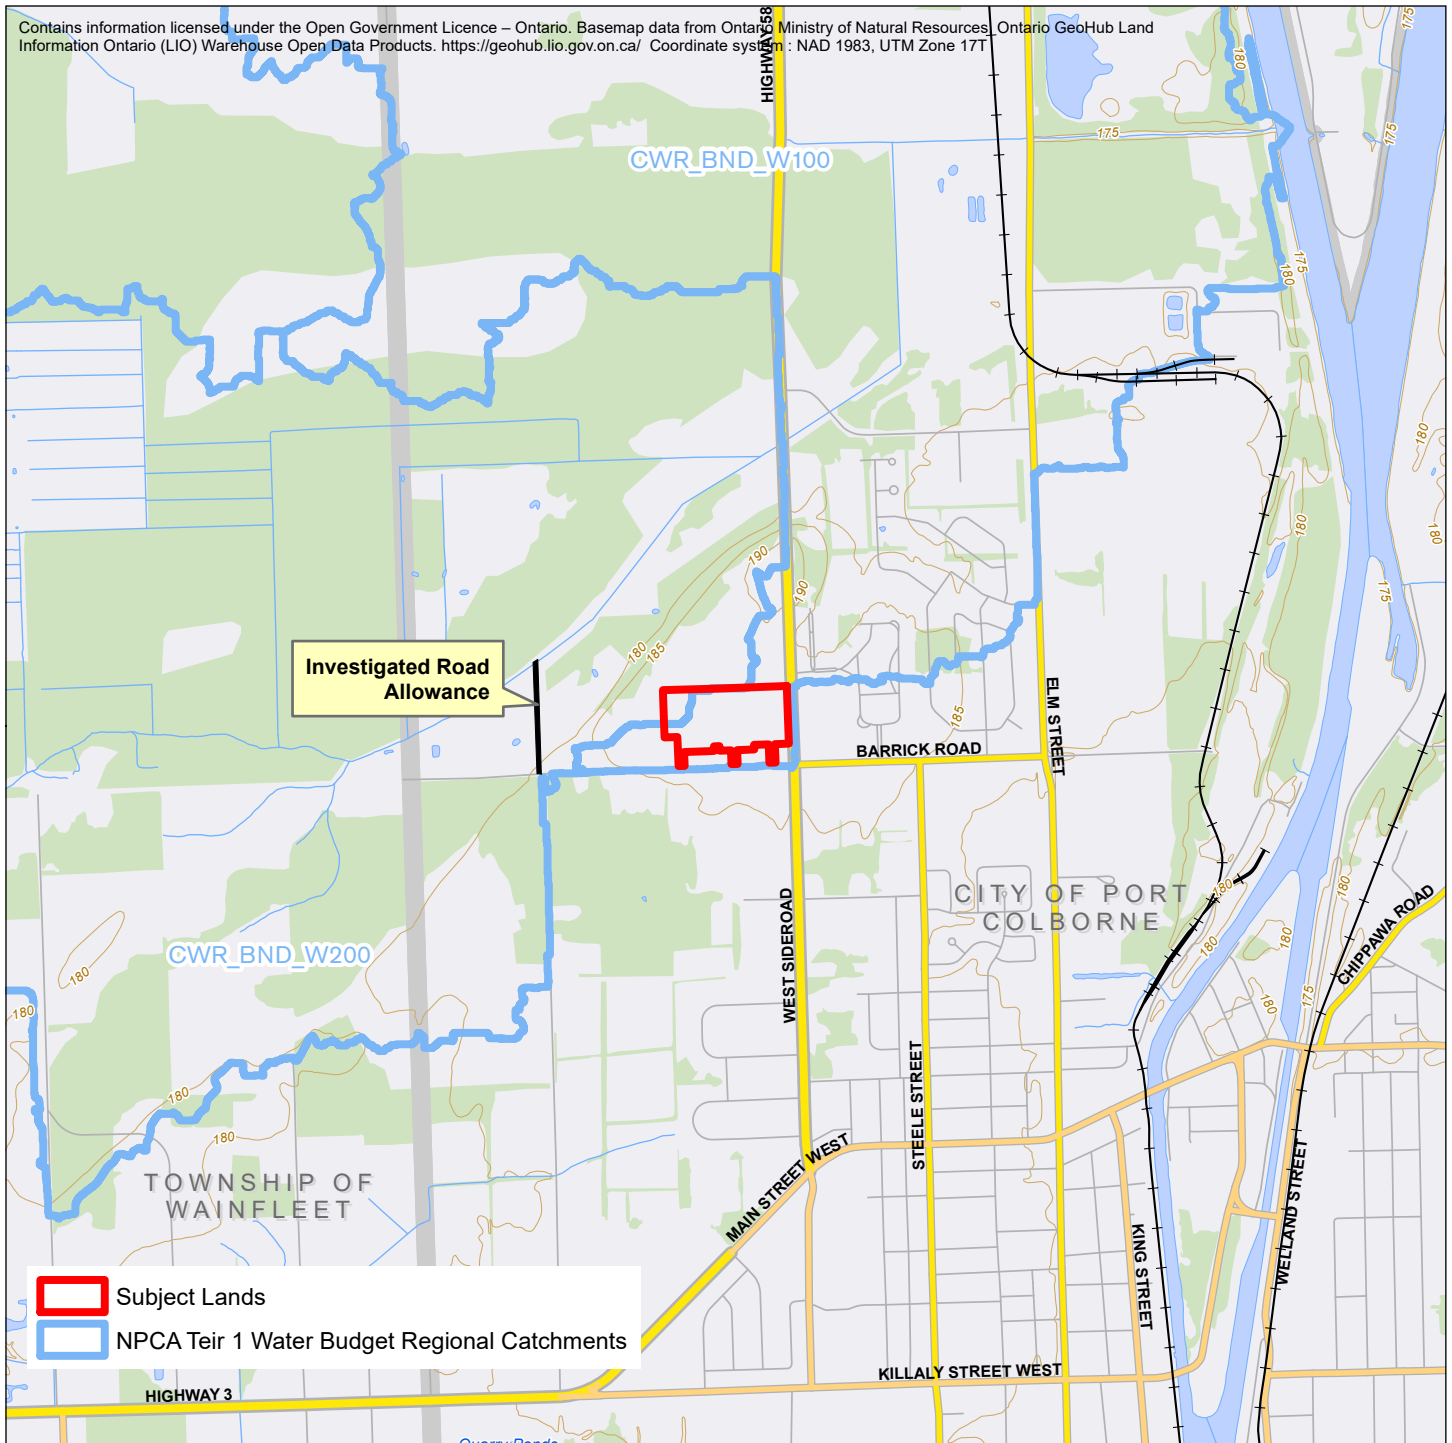 Contains information licensed under the Open Government Licence – Ontario. Basemap data from Ontario Ministry of Natural Resources, Ontario GeoHub Land
Information Ontario (LIO) Warehouse Open Data Products. https://geohub.lio.gov.on.ca/ Coordinate system : NAD 1983, UTM Zone 17T
HIGHWAY 58
180
175
175
175
CWR_BND_W100
175
180
180
180
180
190
190
175
180
185
Investigated Road
Allowance
ELM STREET
185
BARRICK ROAD
WEST SIDEROAD
CITY OF PORT
COLBORNE
180
180
CHIPPAWA ROAD
CWR_BND_W200
180
180
180
180
180
175
STEELE STREET
180
180
MAIN STREET WEST
TOWNSHIP OF
WAINFLEET
WELLAND STREET
KING STREET
Subject Lands
NPCA Teir 1 Water Budget Regional Catchments
KILLALY STREET WEST
HIGHWAY 3
Quarry Ponds